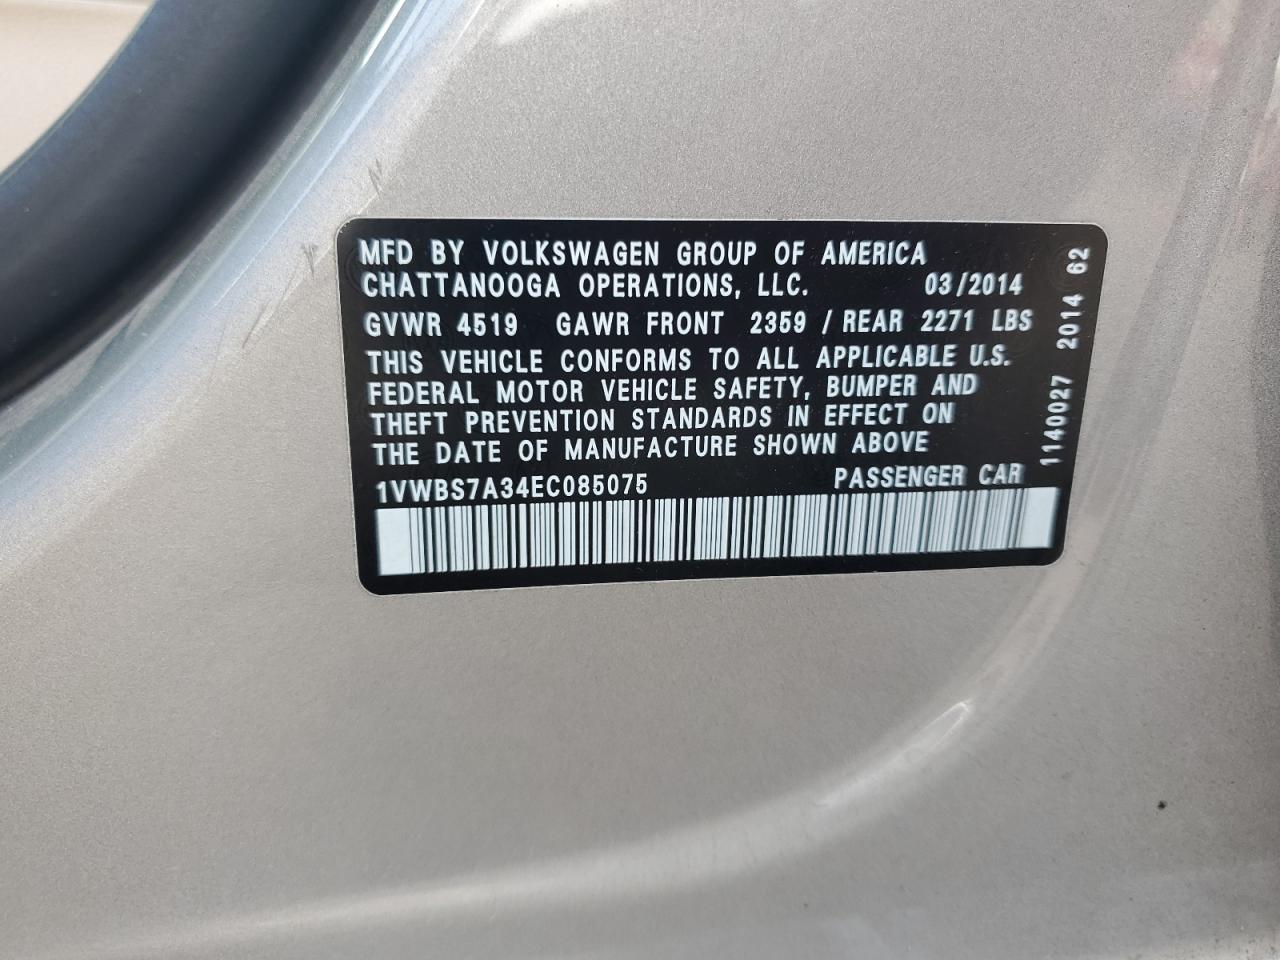 MFD BY VOLKSWAGEN GROUP OF AMERICA
CHATTANOOGA OPERATIONS, LLC. 03/2014
GVWR 4519 GAWR FRONT 2359 / REAR 2271 LBS
THIS VEHICLE CONFORMS TO ALL APPLICABLE U.S.
FEDERAL MOTOR VEHICLE SAFETY, BUMPER AND
THEFT PREVENTION STANDARDS IN EFFECT ON
THE DATE OF MANUFACTURE SHOWN ABOVE
1VWBS7A34EC085075 PASSENGER CAR
1140027 2014 62